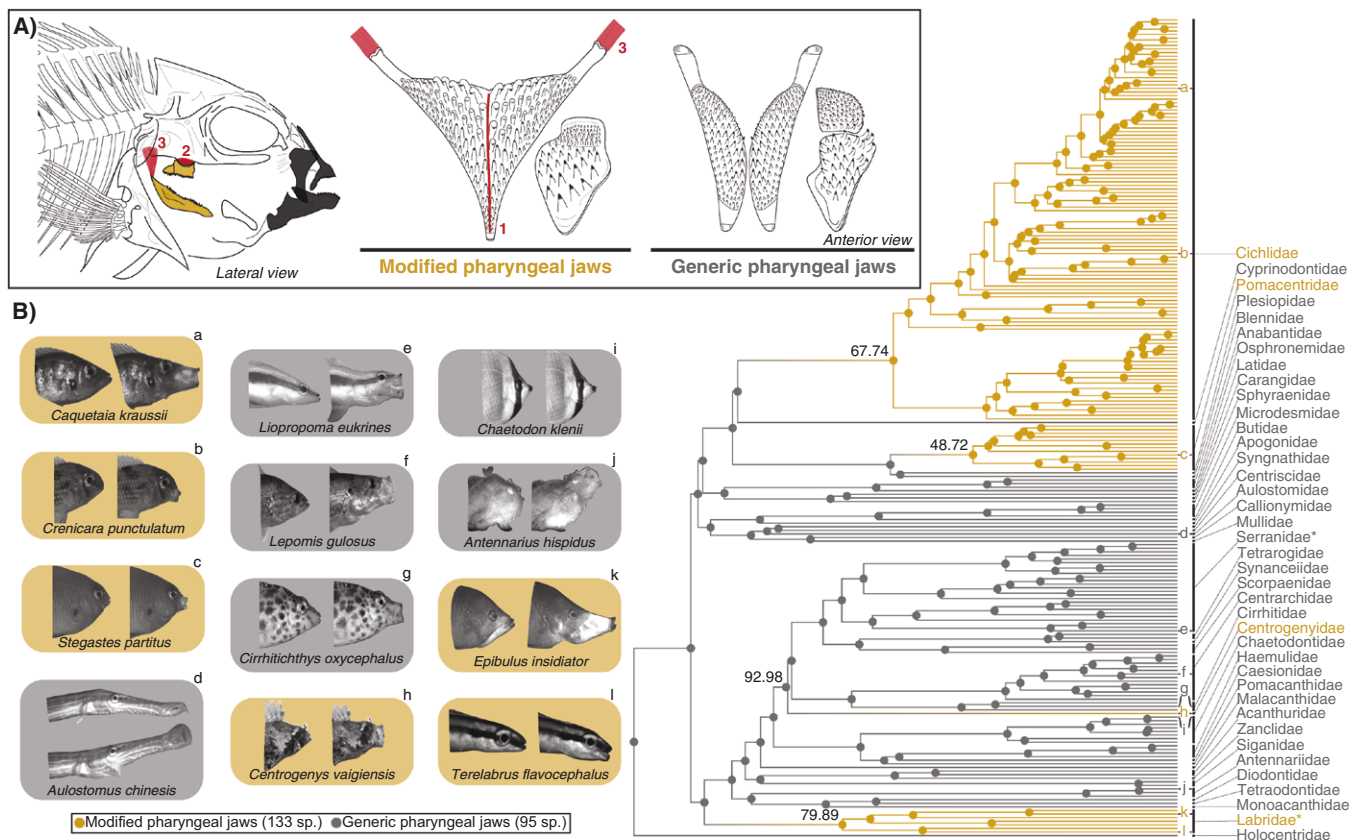 A)
3
2
Lateral view
3
1
Modified pharyngeal jaws
Anterior view
Generic pharyngeal jaws
B)
a
Caquetaia kraussii
b
Crenicara punctulatum
c
Stegastes partitus
d
Aulostomus chinesis
e
Liopropoma eukrines
f
Lepomis gulosus
g
Cirrhitichthys oxycephalus
h
Centrogenys vaigiensis
i
Chaetodon klenii
j
Antennarius hispidus
k
Epibulus insidiator
l
Terelabrus flavocephalus
Modified pharyngeal jaws (133 sp.) Generic pharyngeal jaws (95 sp.)
67.74
48.72
92.98
79.89
a
b
c
d
e
f
g
h
i
j
k
l
Cichlidae
Cyprinodontidae
Pomacentridae
Plesiopidae
Blennidae
Anabantidae
Osphronemidae
Latidae
Carangidae
Sphyraenidae
Microdesmidae
Butidae
Apogonidae
Syngnathidae
Centriscidae
Aulostomidae
Callionymidae
Mullidae
Serranidae*
Tetrarogidae
Synanceiidae
Scorpaenidae
Centrarchidae
Cirrhitidae
Centrogenyidae
Chaetodontidae
Haemulidae
Caesionidae
Pomacanthidae
Malacanthidae
Acanthuridae
Zanclidae
Siganidae
Antennariidae
Diodontidae
Tetraodontidae
Monoacanthidae
Labridae*
Holocentridae